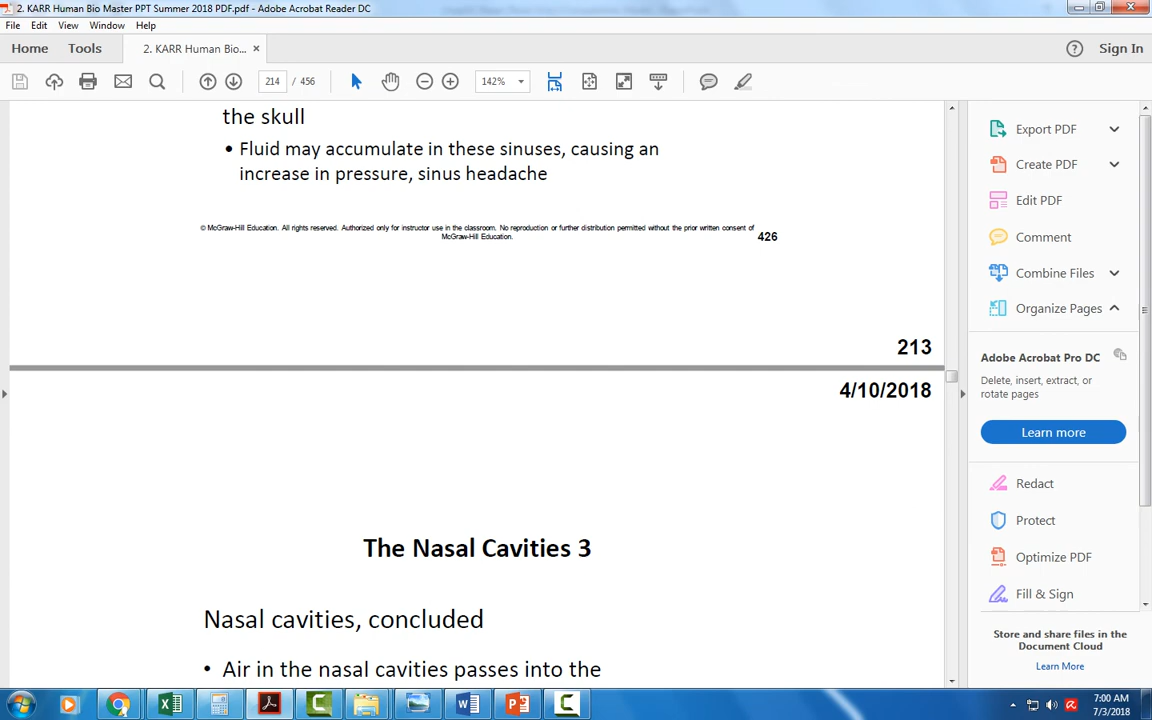 2. KARR Human Bio Master PPT Summer 2018 PDF.pdf - Adobe Acrobat Reader DC
File Edit View Window Help
Home Tools 2. KARR Human Bio... × ? Sign In
214 / 456 142%
the skull
• Fluid may accumulate in these sinuses, causing an
increase in pressure, sinus headache
© McGraw-Hill Education. All rights reserved. Authorized only for instructor use in the classroom. No reproduction or further distribution permitted without the prior written consent of
McGraw-Hill Education. 426
213
4/10/2018
The Nasal Cavities 3
Nasal cavities, concluded
• Air in the nasal cavities passes into the
Export PDF
Create PDF
Edit PDF
Comment
Combine Files
Organize Pages
Adobe Acrobat Pro DC
Delete, insert, extract, or
rotate pages
Learn more
Redact
Protect
Optimize PDF
Fill & Sign
Store and share files in the
Document Cloud
Learn More
7:00 AM
7/3/2018